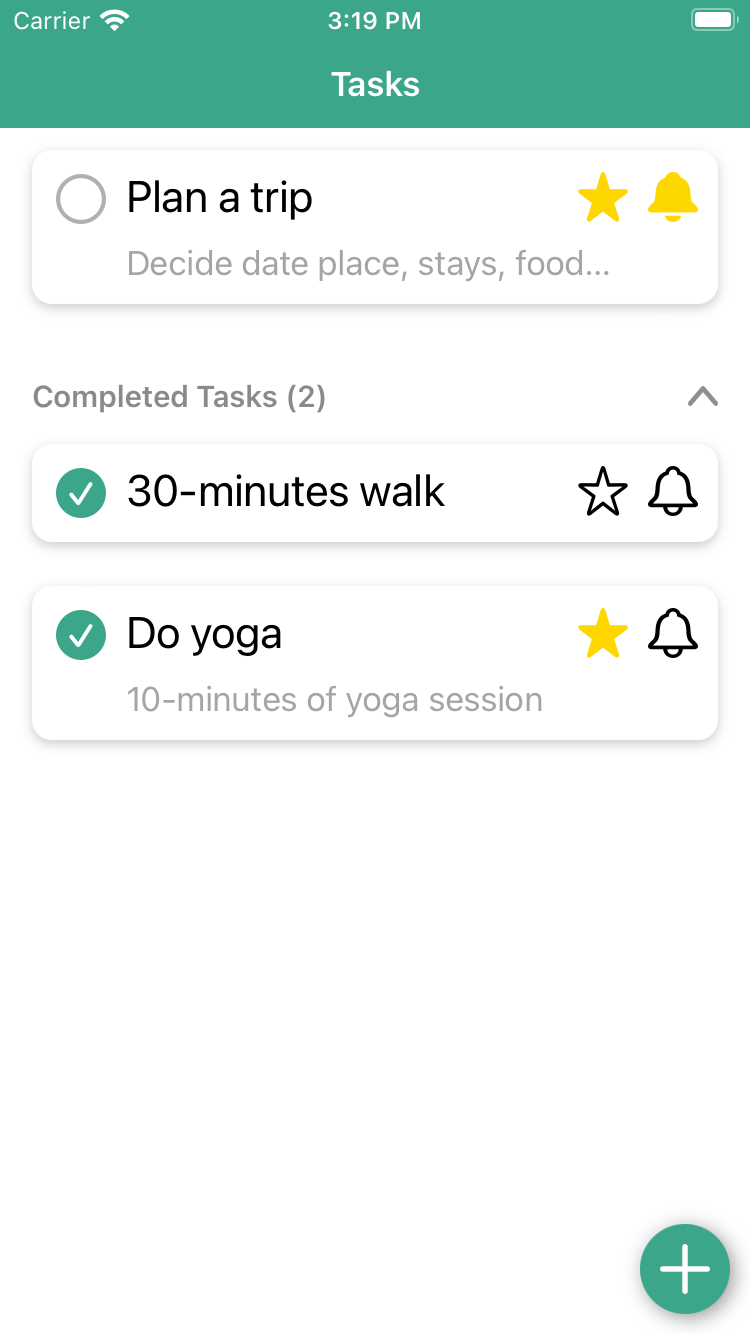 Carrier 3:19 PM
Tasks
Plan a trip
Decide date place, stays, food...
Completed Tasks (2)
30-minutes walk
Do yoga
10-minutes of yoga session